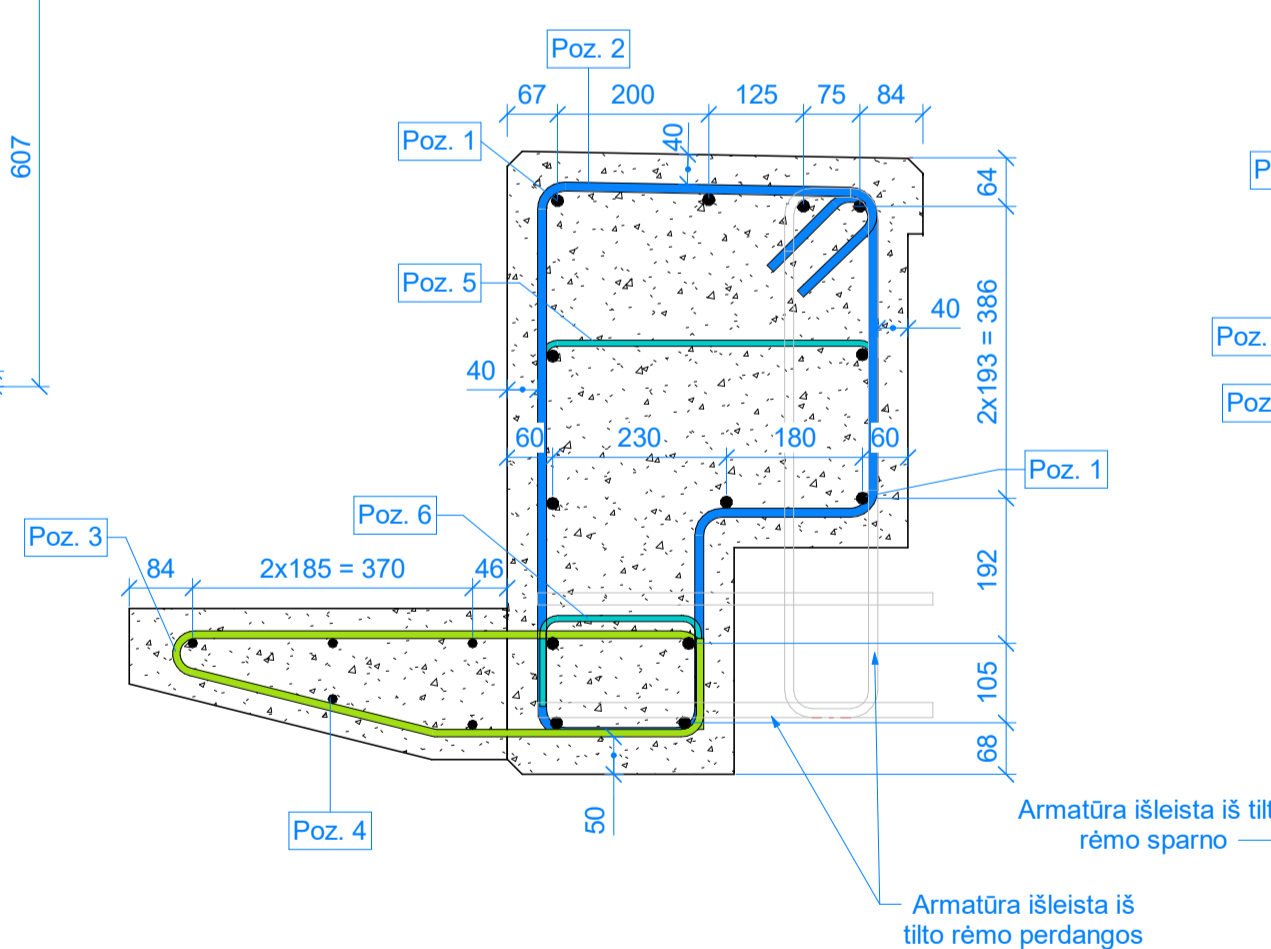 Poz. 2
67
200
125
75
84
607
Poz. 1
40
64
Poz. 5
2x193 = 386
40
Poz.
40
Poz
60
230
180
60
Poz. 1
Poz. 6
Poz. 3
84
2x185 = 370
46
192
105
68
50
Poz. 4
Armatūra išleista iš tilt
rėmo sparno
Armatūra išleista iš
tilto rėmo perdangos